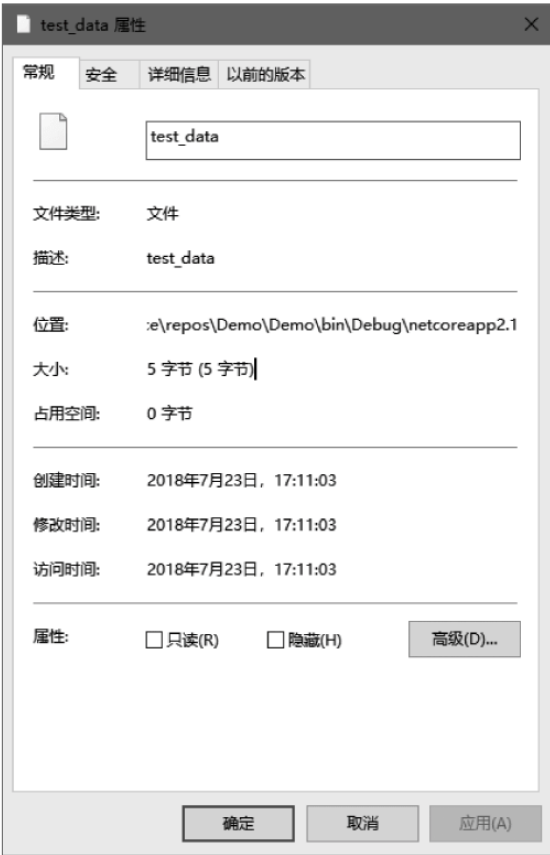 test_data 属性
常规 安全 详细信息 以前的版本
test_data
文件类型: 文件
描述: test_data
位置: :e\repos\Demo\Demo\bin\Debug\netcoreapp2.1
大小: 5 字节 (5 字节)
占用空间: 0 字节
创建时间: 2018年7月23日，17:11:03
修改时间: 2018年7月23日，17:11:03
访问时间: 2018年7月23日，17:11:03
属性: 只读(R) 隐藏(H) 高级(D)...
确定 取消 应用(A)